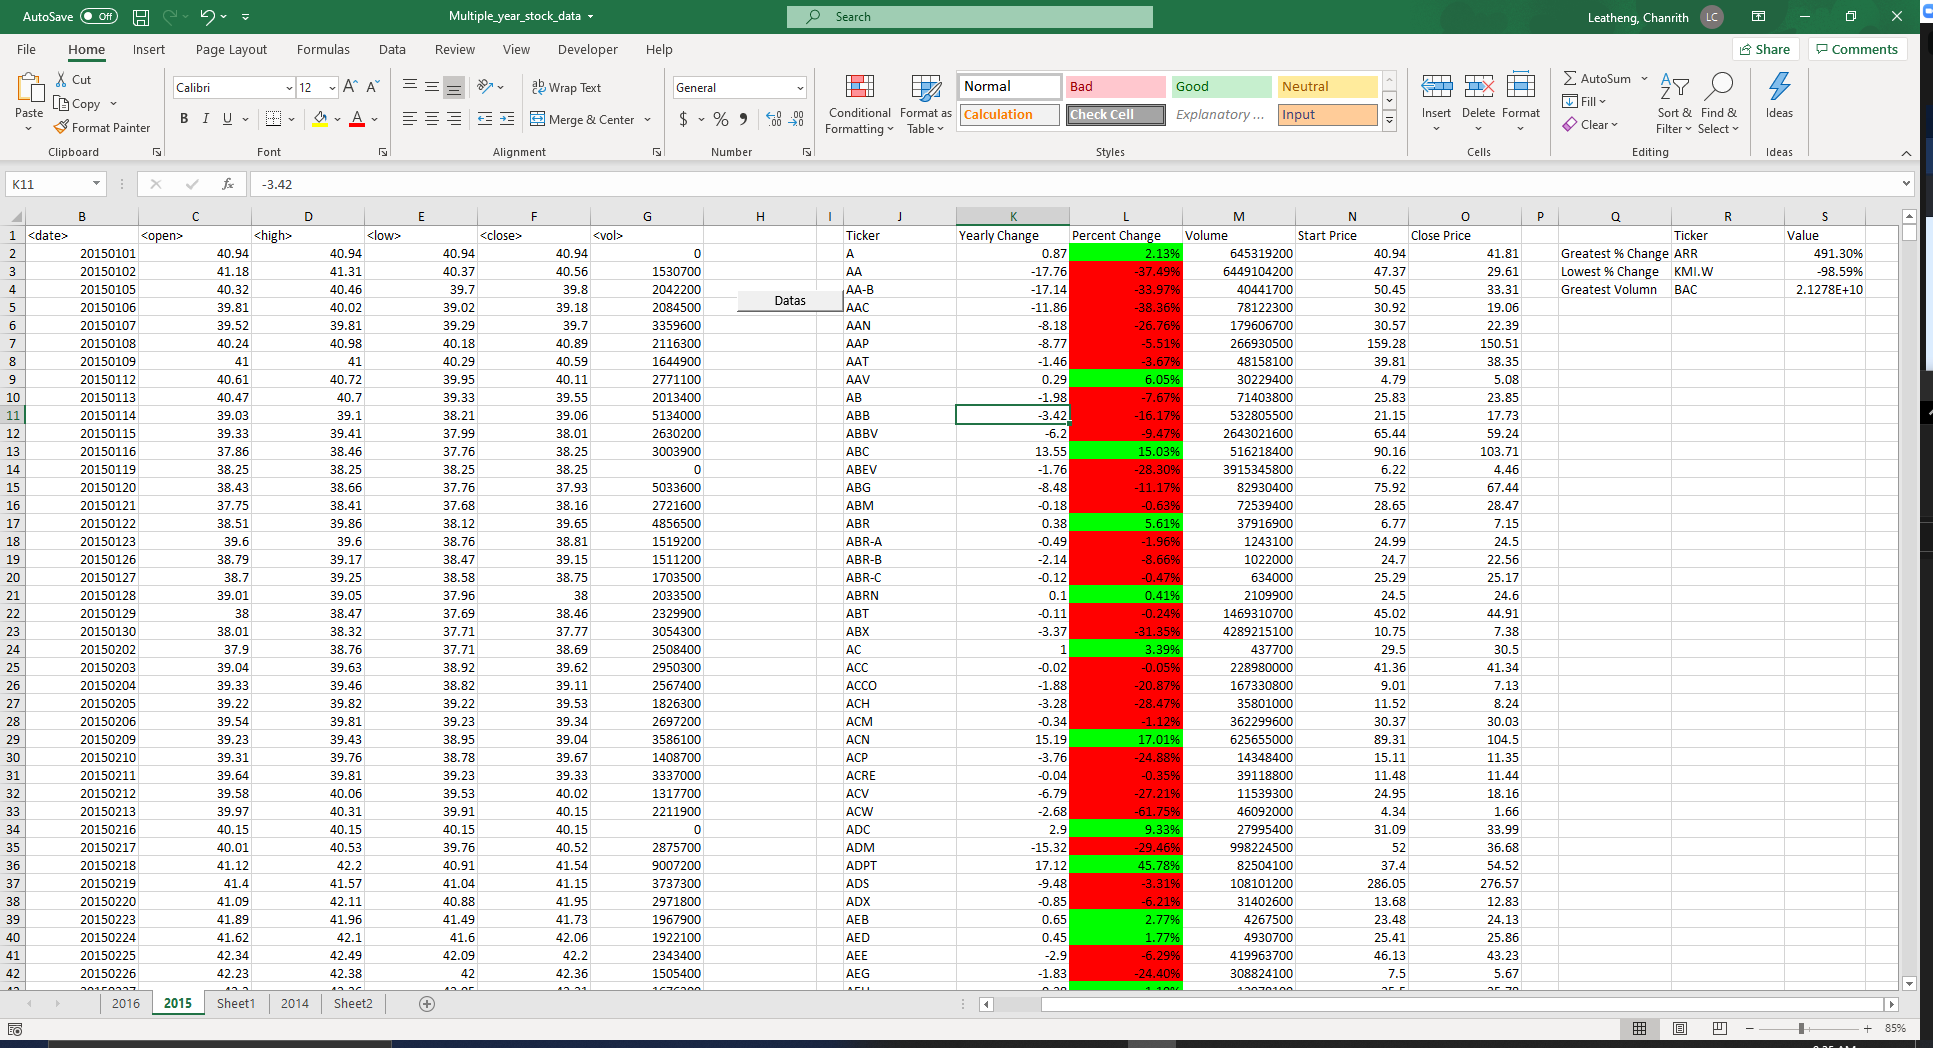 AutoSave Off Multiple_year_stock_data Search Leatheng, Chanrith LC
File Home Insert Page Layout Formulas Data Review View Developer Help Share Comments
Paste Cut Copy Format Painter Clipboard
Calibri 12 B I U A Font
Wrap Text Merge & Center Alignment
General $ % Number
Conditional Formatting Format as Table
Normal Bad Good Neutral
Calculation Check Cell Explanatory ... Input
Styles
Insert Delete Format Cells
AutoSum Fill Clear Sort & Filter Find & Select Editing
Ideas Ideas
K11 fx -3.42
B C D E F G H I J K L M N O P Q R S
1 <date> <open> <high> <low> <close> <vol> Ticker Yearly Change Percent Change Volume Start Price Close Price Ticker Value
2 20150101 40.94 40.94 40.94 40.94 0 A 0.87 2.13% 645319200 40.94 41.81 Greatest % Change ARR 491.30%
3 20150102 41.18 41.31 40.37 40.56 1530700 AA -17.76 -37.49% 6449104200 47.37 29.61 Lowest % Change KMI.W -98.59%
4 20150105 40.32 40.46 39.7 39.8 2042200 AA-B -17.14 -33.97% 40441700 50.45 33.31 Greatest Volumn BAC 2.1278E+10
5 20150106 39.81 40.02 39.02 39.18 2084500 Datas AAC -11.86 -38.36% 78122300 30.92 19.06
6 20150107 39.52 39.81 39.29 39.7 3359600 AAN -8.18 -26.76% 179606700 30.57 22.39
7 20150108 40.24 40.98 40.18 40.89 2116300 AAP -8.77 -5.51% 266930500 159.28 150.51
8 20150109 41 41 40.29 40.59 1644900 AAT -1.46 -3.67% 48158100 39.81 38.35
9 20150112 40.61 40.72 39.95 40.11 2771100 AAV 0.29 6.05% 30229400 4.79 5.08
10 20150113 40.47 40.7 39.33 39.55 2013400 AB -1.98 -7.67% 71403800 25.83 23.85
11 20150114 39.03 39.1 38.21 39.06 5134000 ABB -3.42 -16.17% 532805500 21.15 17.73
12 20150115 39.33 39.41 37.99 38.01 2630200 ABBV -6.2 -9.47% 2643021600 65.44 59.24
13 20150116 37.86 38.46 37.76 38.25 3003900 ABC 13.55 15.03% 516218400 90.16 103.71
14 20150119 38.25 38.25 38.25 38.25 0 ABEV -1.76 -28.30% 3915345800 6.22 4.46
15 20150120 38.43 38.66 37.76 37.93 5033600 ABG -8.48 -11.17% 82930400 75.92 67.44
16 20150121 37.75 38.41 37.68 38.16 2721600 ABM -0.18 -0.63% 72539400 28.65 28.47
17 20150122 38.51 39.86 38.12 39.65 4856500 ABR 0.38 5.61% 37916900 6.77 7.15
18 20150123 39.6 39.6 38.76 38.81 1519200 ABR-A -0.49 -1.96% 1243100 24.99 24.5
19 20150126 38.79 39.17 38.47 39.15 1511200 ABR-B -2.14 -8.66% 1022000 24.7 22.56
20 20150127 38.7 39.25 38.58 38.75 1703500 ABR-C -0.12 -0.47% 634000 25.29 25.17
21 20150128 39.01 39.05 37.96 38 2033500 ABRN 0.1 0.41% 2109900 24.5 24.6
22 20150129 38 38.47 37.69 38.46 2329900 ABT -0.11 -0.24% 1469310700 45.02 44.91
23 20150130 38.01 38.32 37.71 37.77 3054300 ABX -3.37 -31.35% 4289215100 10.75 7.38
24 20150202 37.9 38.76 37.71 38.69 2508400 AC 1 3.39% 437700 29.5 30.5
25 20150203 39.04 39.63 38.92 39.62 2950300 ACC -0.02 -0.05% 228980000 41.36 41.34
26 20150204 39.33 39.46 38.82 39.11 2567400 ACCO -1.88 -20.87% 167330800 9.01 7.13
27 20150205 39.22 39.82 39.22 39.53 1826300 ACH -3.28 -28.47% 35801000 11.52 8.24
28 20150206 39.54 39.81 39.23 39.34 2697200 ACM -0.34 -1.12% 362299600 30.37 30.03
29 20150209 39.23 39.43 38.95 39.04 3586100 ACN 15.19 17.01% 625655000 89.31 104.5
30 20150210 39.31 39.76 38.78 39.67 1408700 ACP -3.76 -24.88% 14348400 15.11 11.35
31 20150211 39.64 39.81 39.23 39.33 3337000 ACRE -0.04 -0.35% 39118800 11.48 11.44
32 20150212 39.58 40.06 39.53 40.02 1317700 ACV -6.79 -27.21% 11539300 24.95 18.16
33 20150213 39.97 40.31 39.91 40.15 2211900 ACW -2.68 -61.75% 46092000 4.34 1.66
34 20150216 40.15 40.15 40.15 40.15 0 ADC 2.9 9.33% 27995400 31.09 33.99
35 20150217 40.01 40.53 39.76 40.52 2875700 ADM -15.32 -29.46% 998224500 52 36.68
36 20150218 41.12 42.2 40.91 41.54 9007200 ADPT 17.12 45.78% 82504100 37.4 54.52
37 20150219 41.4 41.57 41.04 41.15 3737300 ADS -9.48 -3.31% 108101200 286.05 276.57
38 20150220 41.09 42.11 40.88 41.95 2971800 ADX -0.85 -6.21% 31402600 13.68 12.83
39 20150223 41.89 41.96 41.49 41.73 1967900 AEB 0.65 2.77% 4267500 23.48 24.13
40 20150224 41.62 42.1 41.6 42.06 1922100 AED 0.45 1.77% 4930700 25.41 25.86
41 20150225 42.34 42.49 42.09 42.2 2343400 AEE -2.9 -6.29% 419963700 46.13 43.23
42 20150226 42.23 42.38 42 42.36 1505400 AEG -1.83 -24.40% 308824100 7.5 5.67
2016 2015 Sheet1 2014 Sheet2
85%